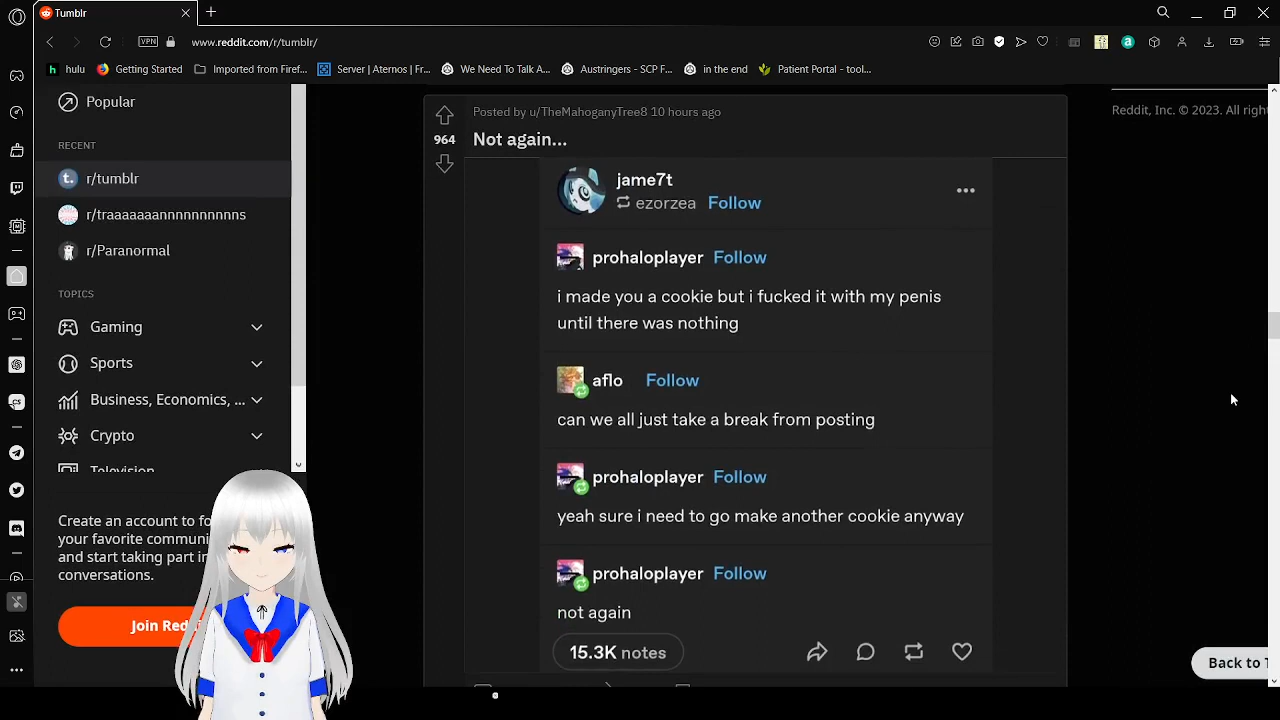 Tumblr
VPN
www.reddit.com/r/tumblr/
hulu
Getting Started
Imported from Firef...
Server | Aternos | Fr...
We Need To Talk A...
Austringers - SCP F...
in the end
Patient Portal - tool...
Popular
RECENT
r/tumblr
r/traaaaaaannnnnnnnnns
r/Paranormal
TOPICS
Gaming
Sports
Business, Economics, ...
Crypto
Television
Create an account to fo
your favorite communi
and start taking part in
conversations.
Join Red
Posted by u/TheMahoganyTree8 10 hours ago
964
Not again...
jame7t
ezorzea Follow
prohaloplayer Follow
i made you a cookie but i fucked it with my penis
until there was nothing
aflo Follow
can we all just take a break from posting
prohaloplayer Follow
yeah sure i need to go make another cookie anyway
prohaloplayer Follow
not again
15.3K notes
Reddit, Inc. © 2023. All righ
Back to T